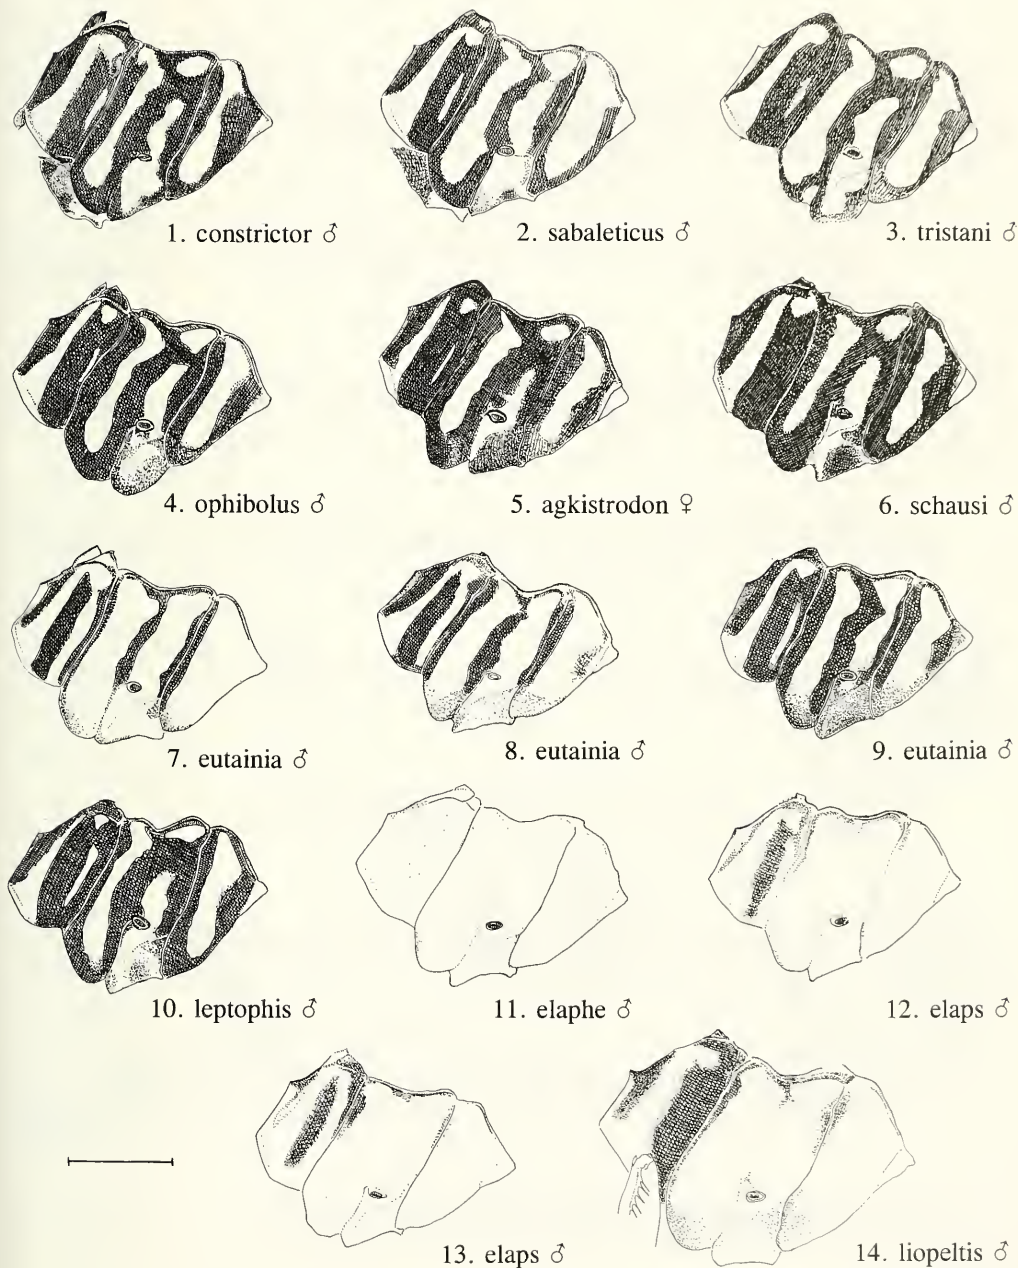 1. constrictor ♂
2. sabaleticus ♂
3. tristani ♂
4. ophibolus ♂
5. agkistrodon ♀
6. schausi ♂
7. eutainia ♂
8. eutainia ♂
9. eutainia ♂
10. leptophis ♂
11. elaphe ♂
12. elaps ♂
13. elaps ♂
14. liopeltis ♂